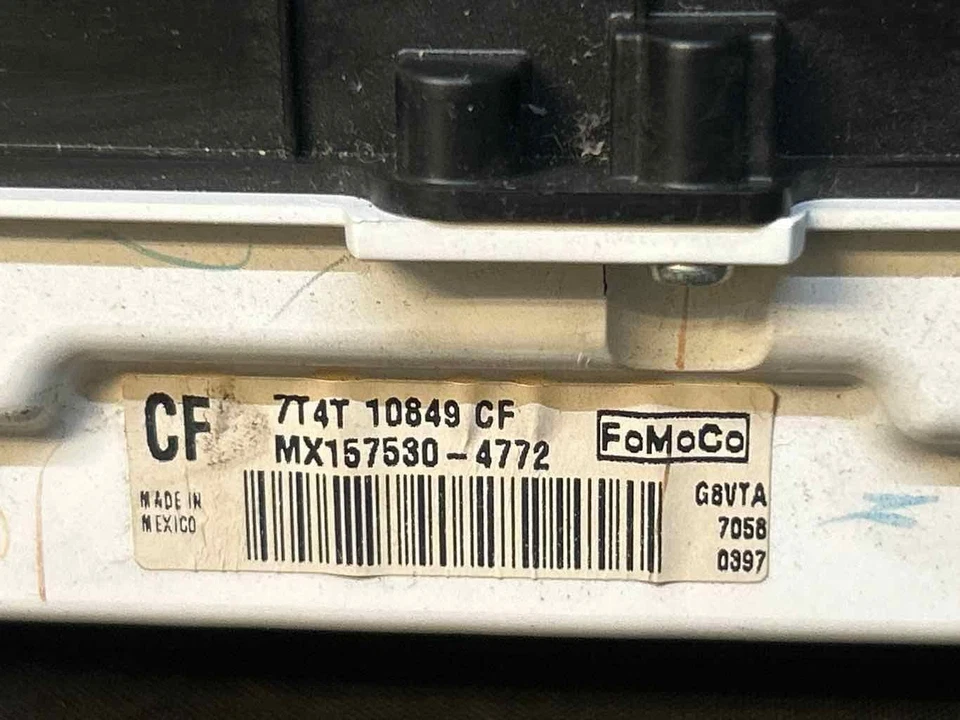 CF
7T4T 10849 CF
MX157530-4772
FoMoCo
MADE IN
MEXICO
G8VTA
7058
0397